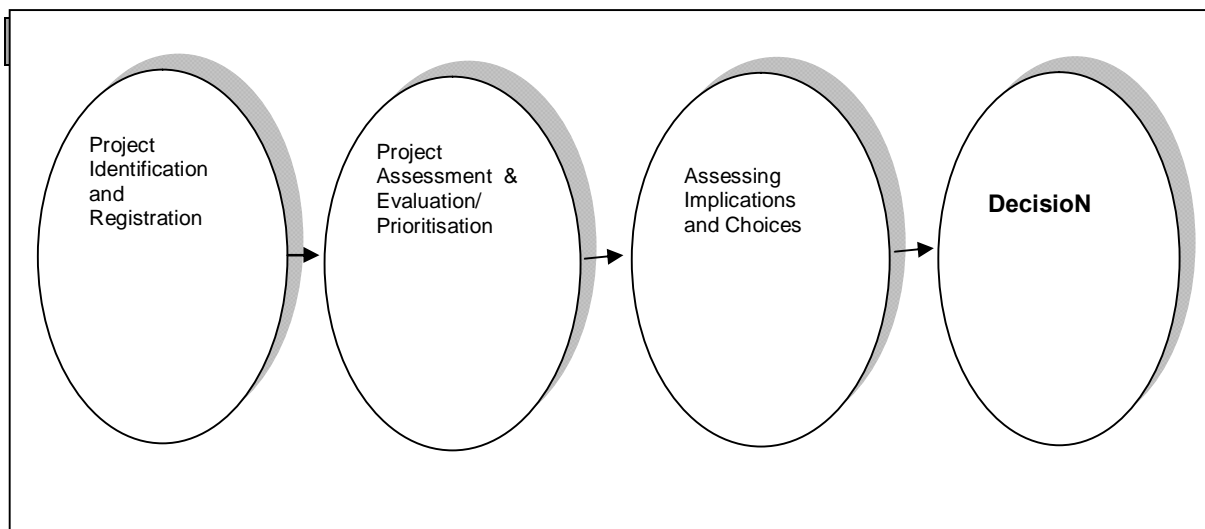 Project
Identification
and
Registration
Project
Assessment &
Evaluation/
Prioritisation
Assessing
Implications
and Choices
DecisioN